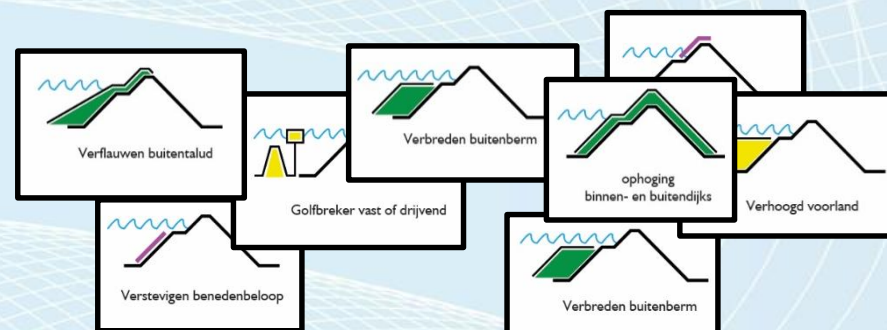 Verflauwen buitentalud
Verbreden buitenberm
ophoging
binnen- en buitendijks
Golfbreker vast of drijvend
Verhoogd voorland
Verstevigen benedenbeloop
Verbreden buitenberm